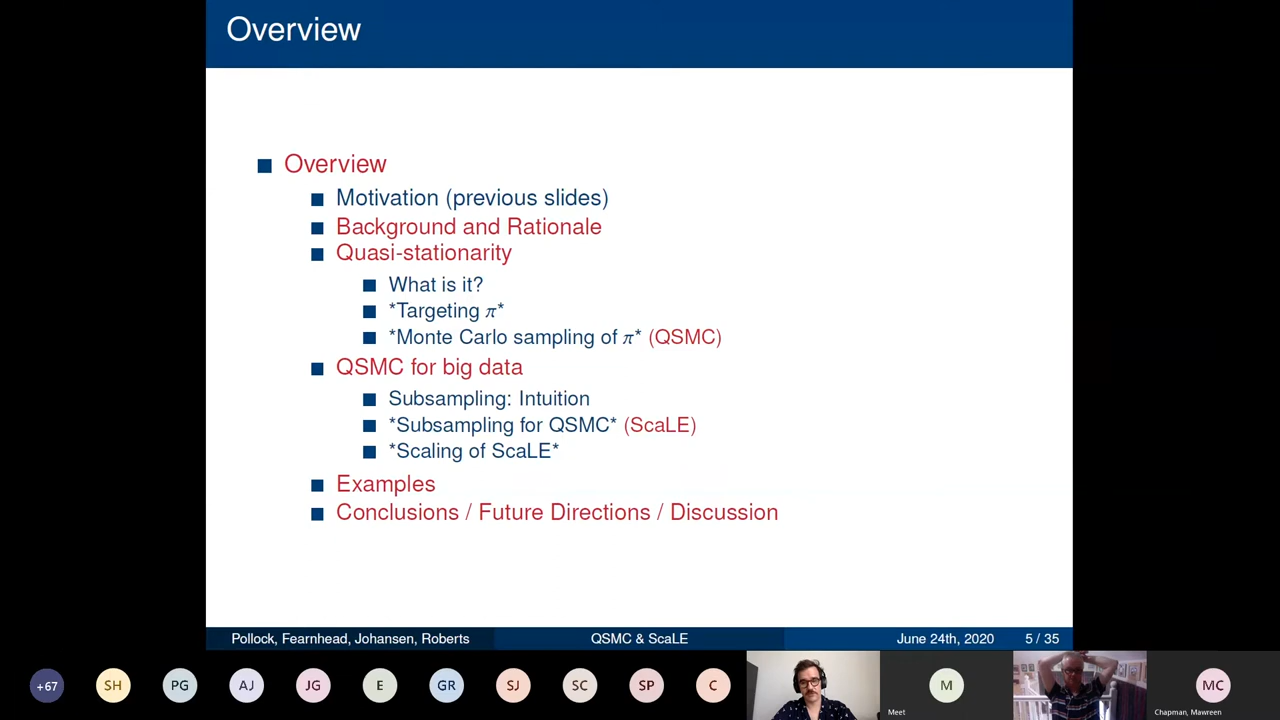 Overview
Overview
Motivation (previous slides)
Background and Rationale
Quasi-stationarity
What is it?
*Targeting π*
*Monte Carlo sampling of π* (QSMC)
QSMC for big data
Subsampling: Intuition
*Subsampling for QSMC* (ScaLE)
*Scaling of ScaLE*
Examples
Conclusions / Future Directions / Discussion
Pollock, Fearnhead, Johansen, Roberts QSMC & ScaLE June 24th, 2020 5 / 35
+67 SH PG AJ JG E GR SJ SC SP C M MC
Meet Chapman, Mawreen